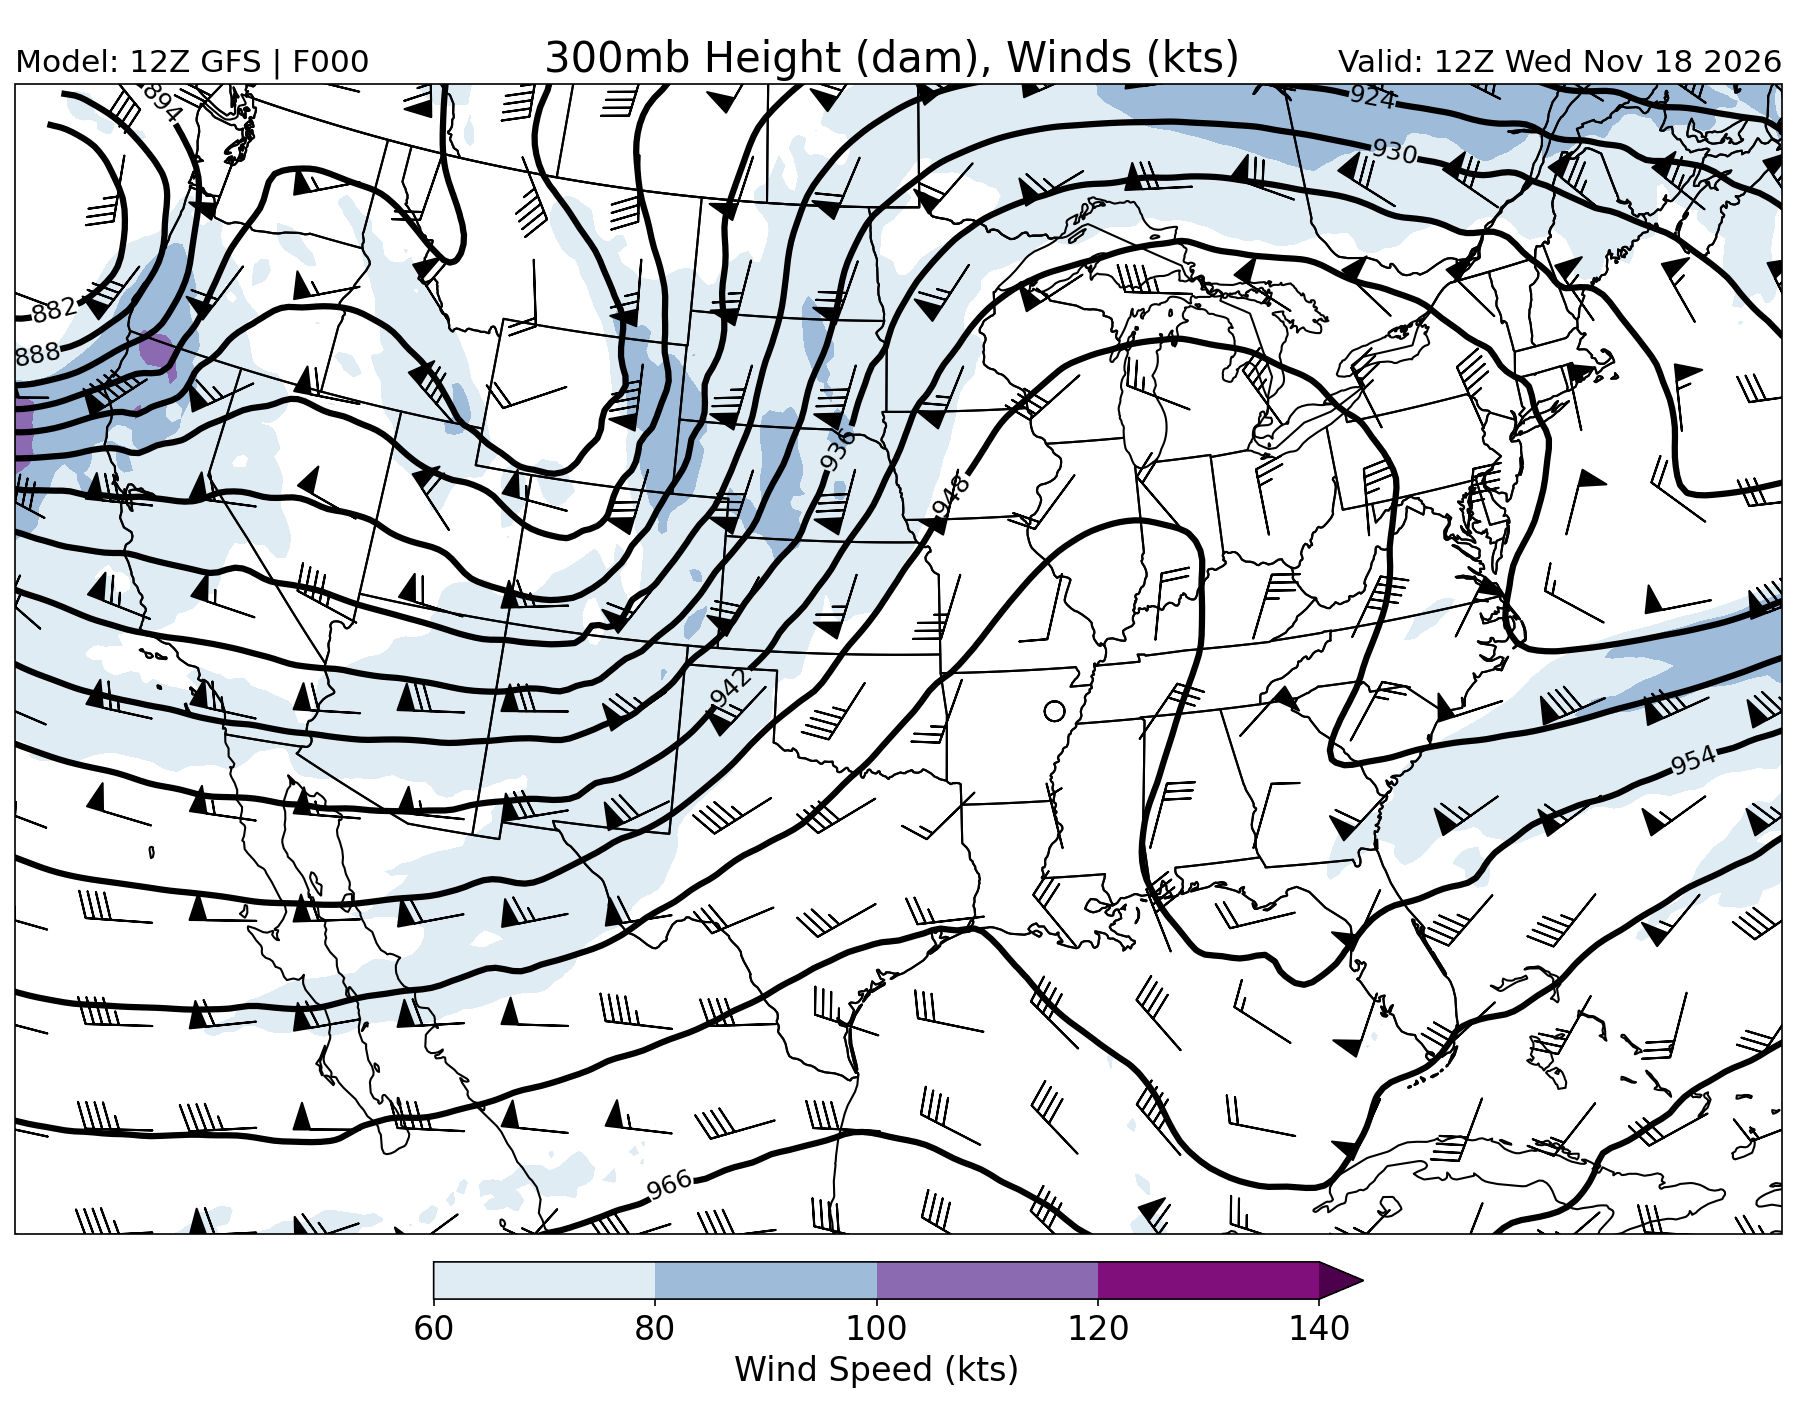 Model: 12Z GFS | F000
300mb Height (dam), Winds (kts)
Valid: 12Z Wed Nov 18 2026
894
924
930
882
888
936
948
942
954
966
60 80 100 120 140
Wind Speed (kts)